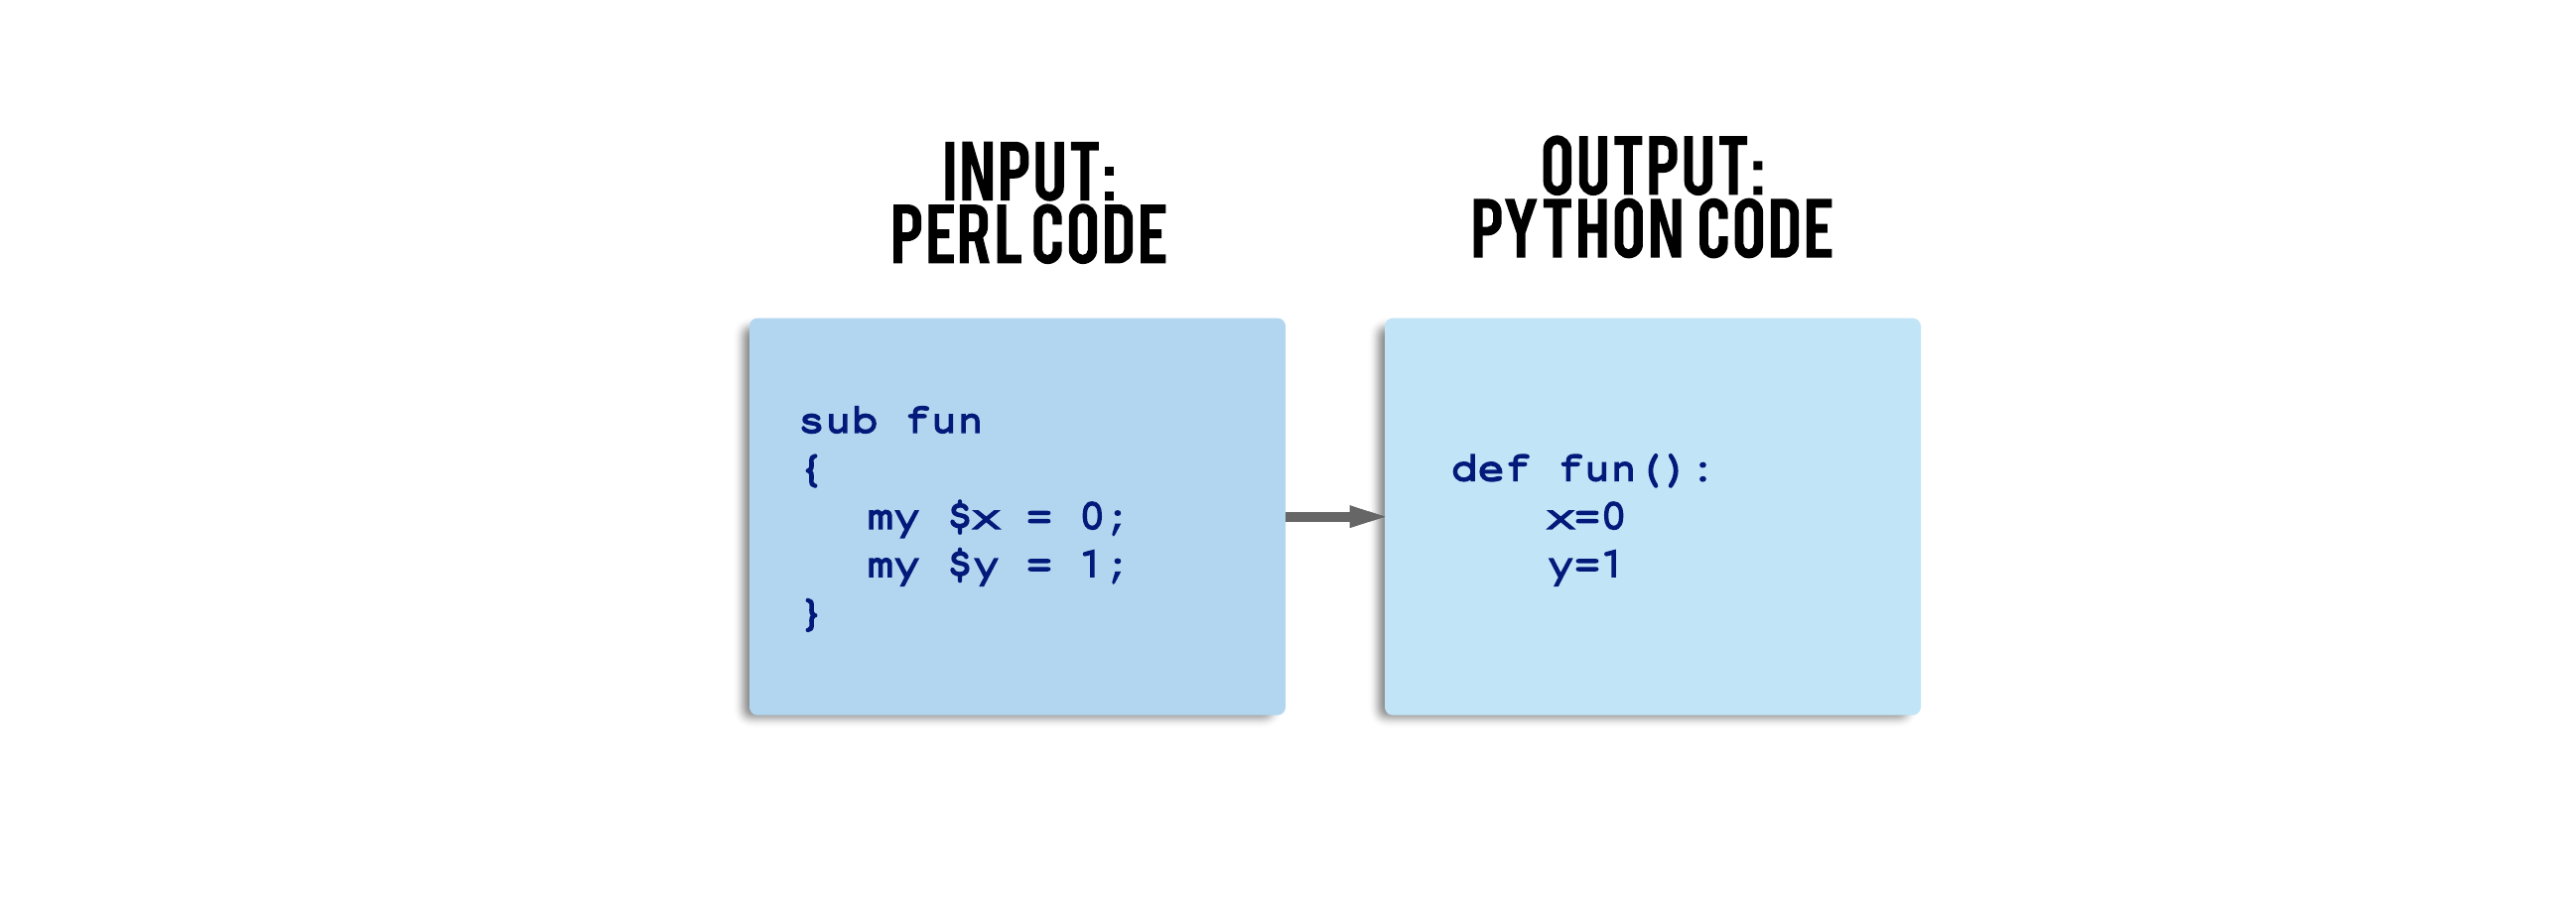 INPUT:
PERL CODE
sub fun
{
my $x = 0;
my $y = 1;
}
OUTPUT:
PYTHON CODE
def fun():
x=0
y=1